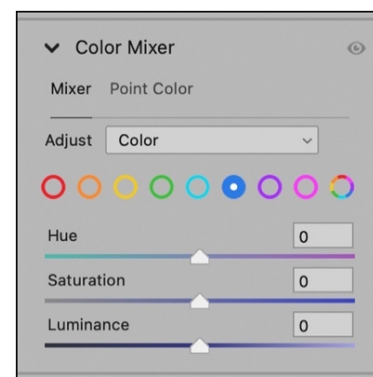 Color Mixer
Mixer Point Color
Adjust Color
Hue 0
Saturation 0
Luminance 0